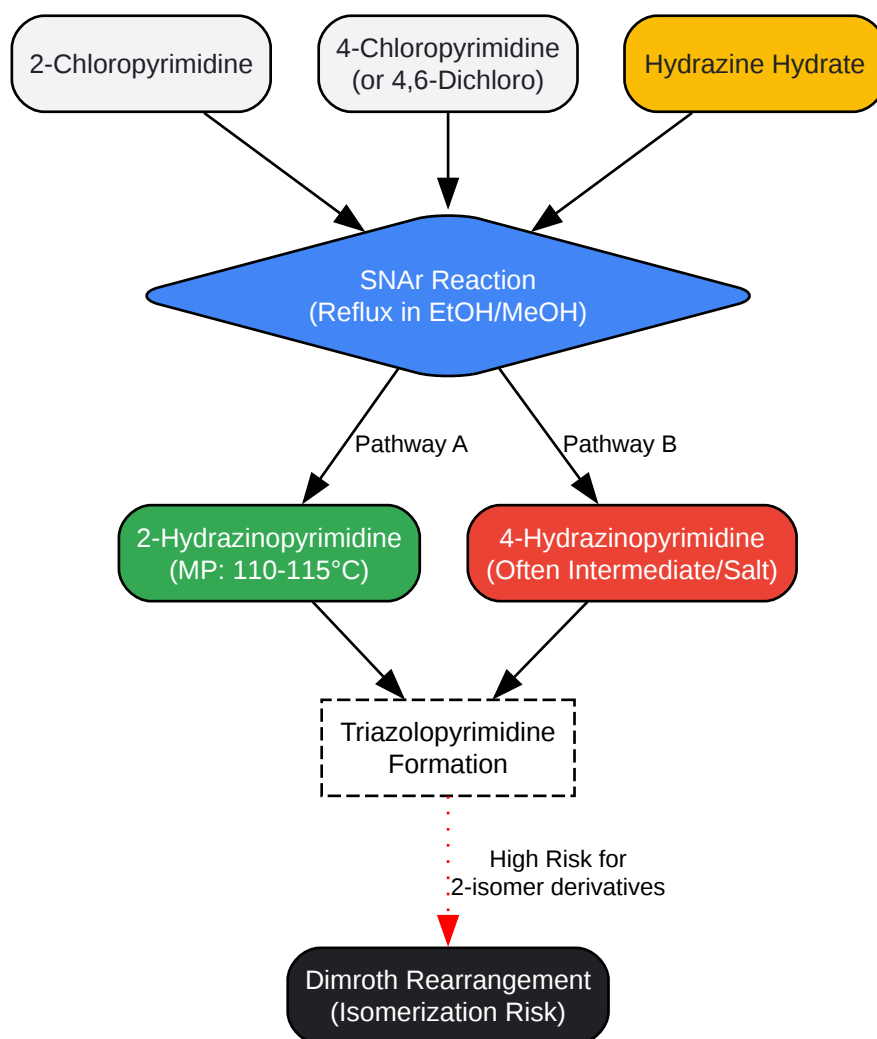 2-Chloropyrimidine
4-Chloropyrimidine
(or 4,6-Dichloro)
Hydrazine Hydrate
SNAr Reaction
(Reflux in EtOH/MeOH)
Pathway A
Pathway B
2-Hydrazinopyrimidine
(MP: 110-115°C)
4-Hydrazinopyrimidine
(Often Intermediate/Salt)
Triazolopyrimidine
Formation
High Risk for
2-isomer derivatives
Dimroth Rearrangement
(Isomerization Risk)